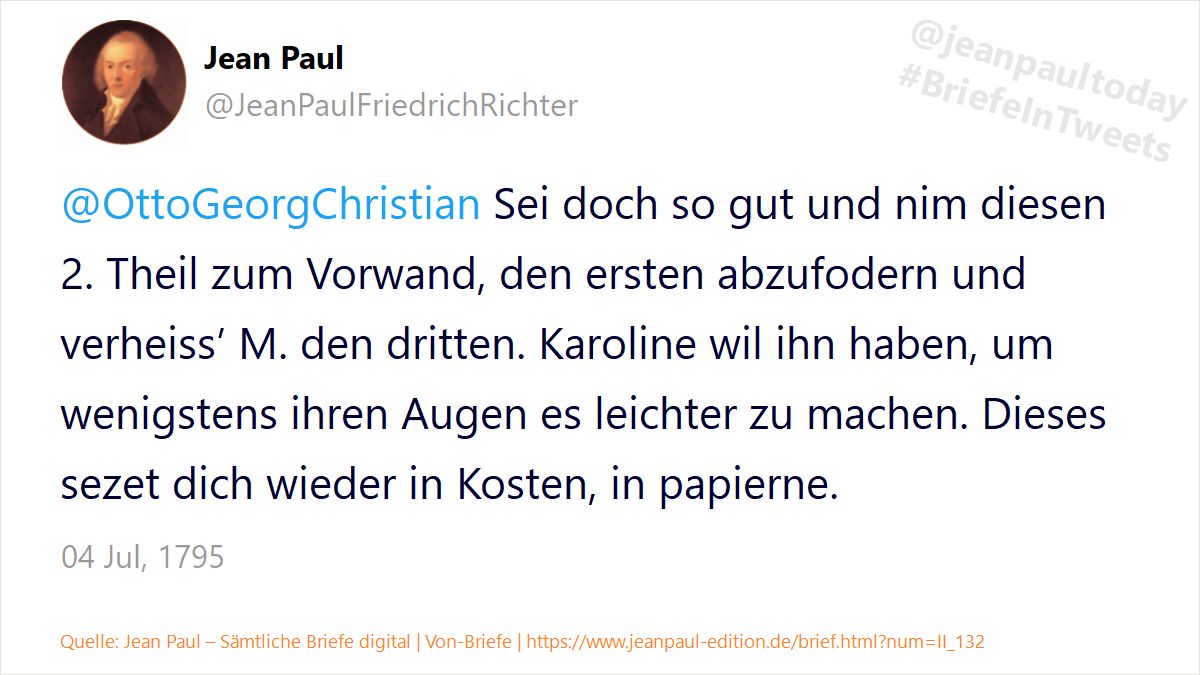 Jean Paul
@JeanPaulFriedrichRichter
@jeanpaultoday
#BriefeInTweets
@OttoGeorgChristian Sei doch so gut und nim diesen
2. Theil zum Vorwand, den ersten abzufodern und
verheiss’ M. den dritten. Karoline wil ihn haben, um
wenigstens ihren Augen es leichter zu machen. Dieses
sezet dich wieder in Kosten, in papierne.
04 Jul, 1795
Quelle: Jean Paul – Sämtliche Briefe digital | Von-Briefe | https://www.jeanpaul-edition.de/brief.html?num=II_132